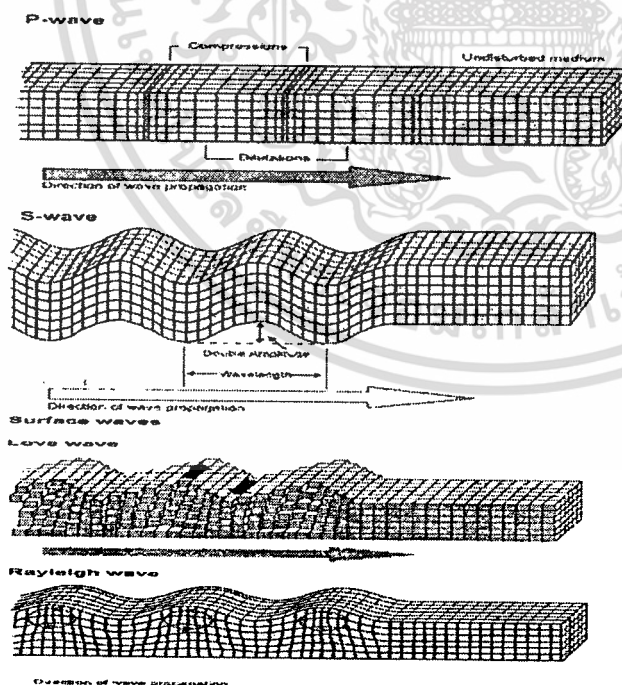 P-wave
Compressions
Undisturbed medium
Dilatations
Direction of wave propagation
S-wave
Double Amplitude
Wavelength
Direction of wave propagation
Surface waves
Love wave
Rayleigh wave
Direction of wave propagation